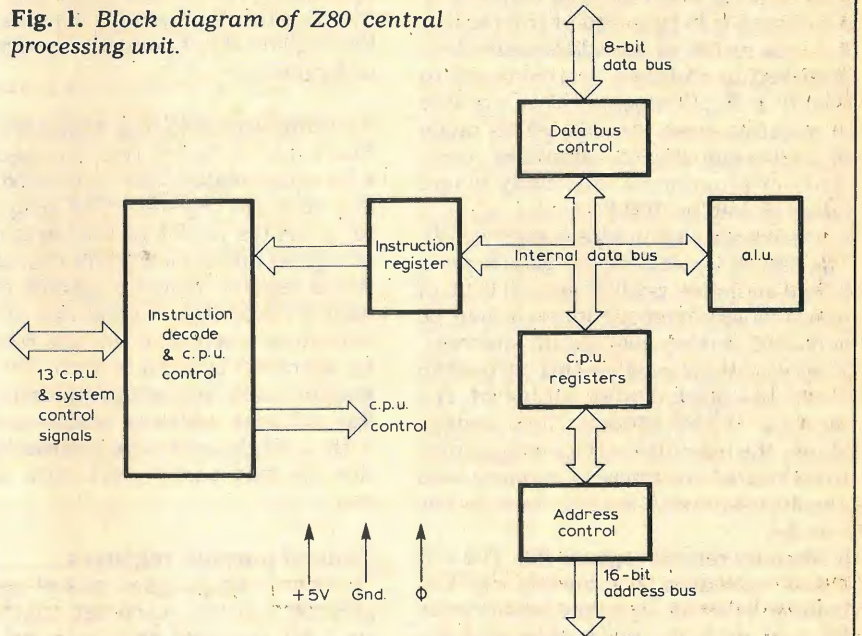 Fig. 1. Block diagram of Z80 central
processing unit.
8-bit
data bus
Data bus
control
Instruction
register
Internal data bus
a.l.u.
Instruction
decode
& c.p.u.
control
13 c.p.u.
& system
control
signals
c.p.u.
control
c.p.u.
registers
Address
control
+5V Gnd. Φ
16-bit
address bus